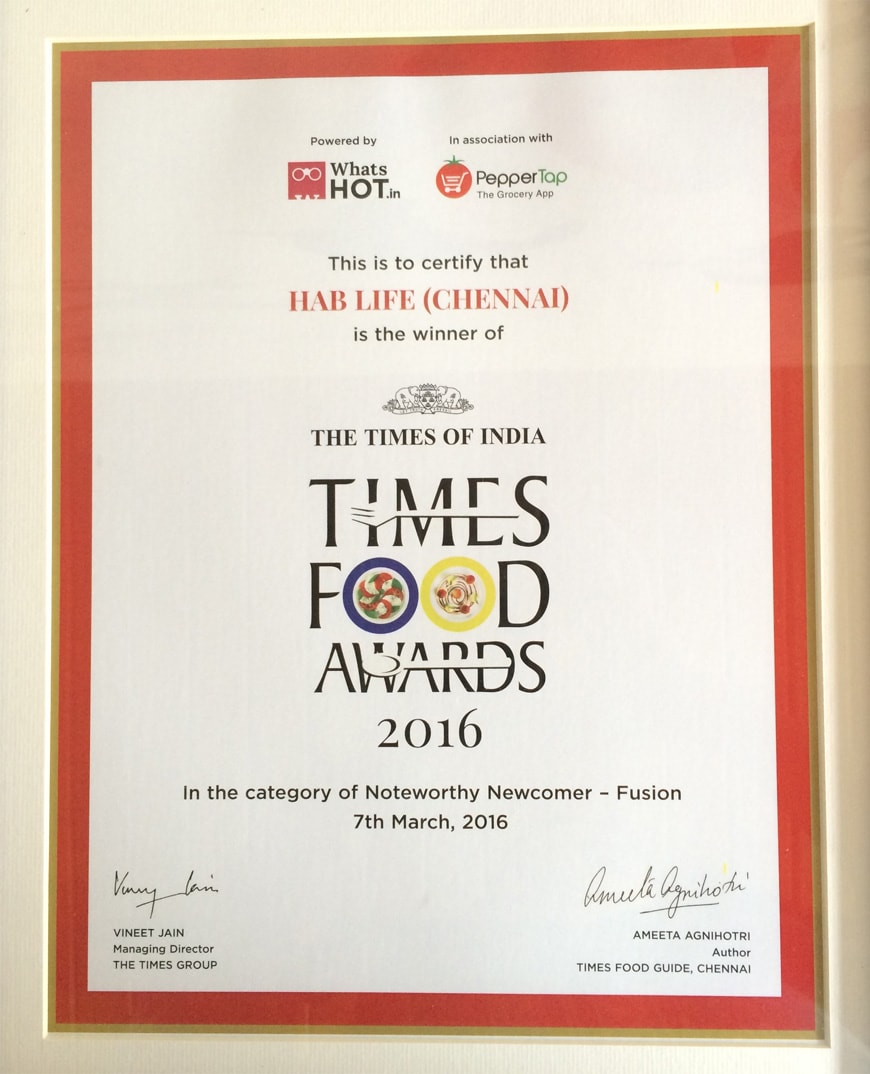 Powered by
In association with
Whats
HOT.in
PepperTap
The Grocery App
This is to certify that
HAB LIFE (CHENNAI)
is the winner of
THE TIMES OF INDIA
TIMES
FOOD
AWARDS
2016
In the category of Noteworthy Newcomer – Fusion
7th March, 2016
Ameeta Agnihotri
VINEET JAIN
Managing Director
THE TIMES GROUP
AMEETA AGNIHOTRI
Author
TIMES FOOD GUIDE, CHENNAI